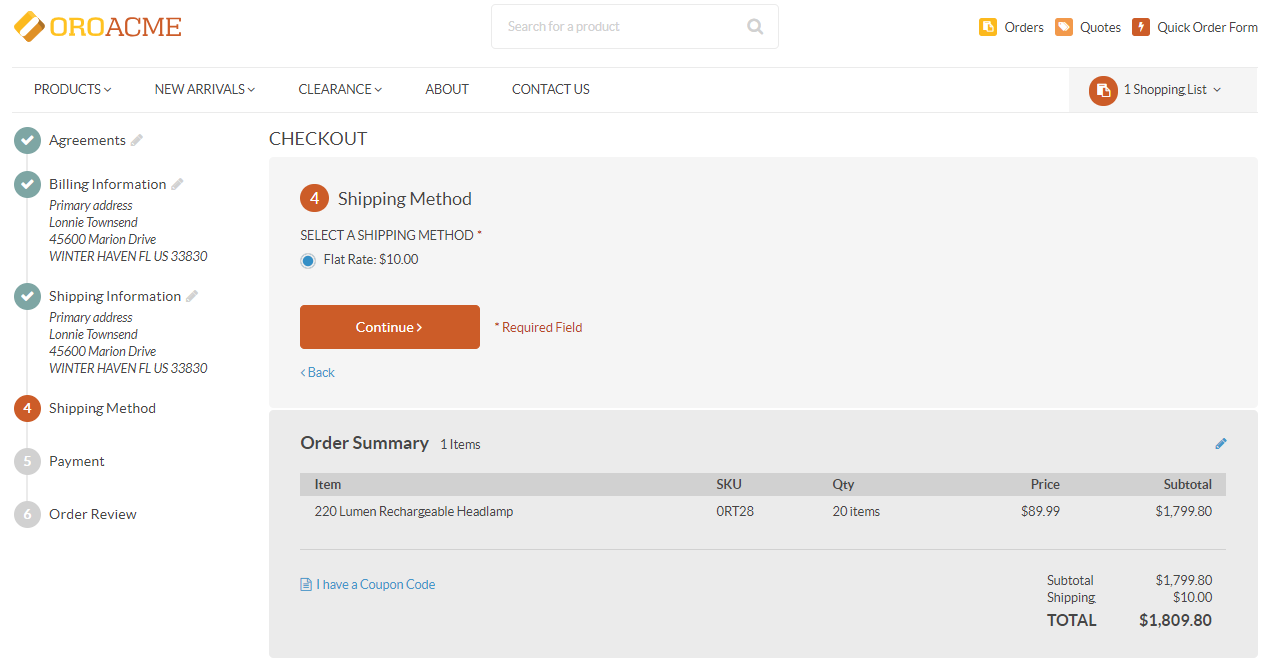 OROACME
Search for a product
Orders
Quotes
Quick Order Form
PRODUCTS
NEW ARRIVALS
CLEARANCE
ABOUT
CONTACT US
1 Shopping List
Agreements
Billing Information
Primary address
Lonnie Townsend
45600 Marion Drive
WINTER HAVEN FL US 33830
Shipping Information
Primary address
Lonnie Townsend
45600 Marion Drive
WINTER HAVEN FL US 33830
4 Shipping Method
5 Payment
6 Order Review
CHECKOUT
4 Shipping Method
SELECT A SHIPPING METHOD *
Flat Rate: $10.00
Continue >
* Required Field
< Back
Order Summary 1 Items
Item SKU Qty Price Subtotal
220 Lumen Rechargeable Headlamp 0RT28 20 items $89.99 $1,799.80
I have a Coupon Code
Subtotal $1,799.80
Shipping $10.00
TOTAL $1,809.80